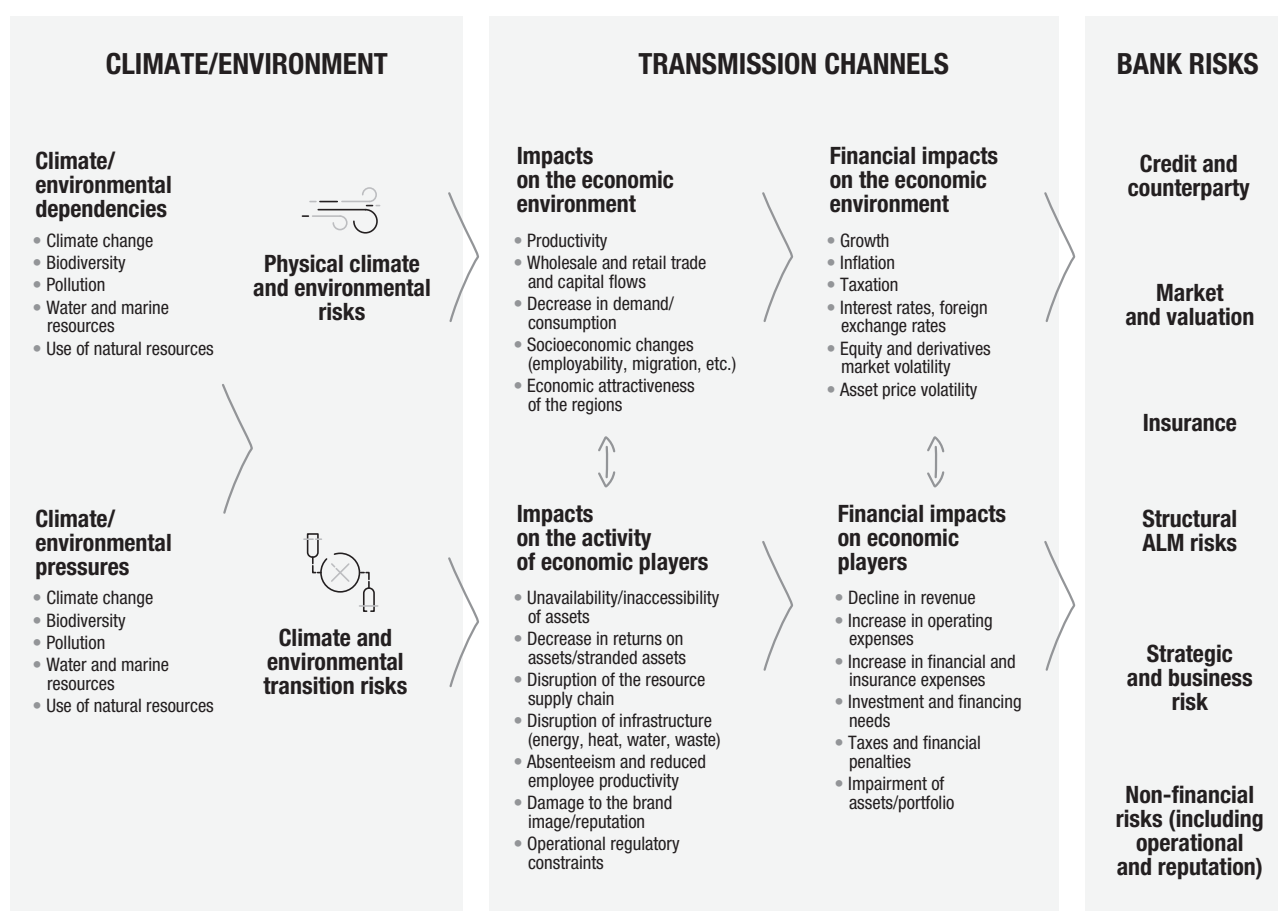 CLIMATE/ENVIRONMENT
Climate/
environmental
dependencies
• Climate change
• Biodiversity
• Pollution
• Water and marine
resources
• Use of natural resources
Climate/
environmental
pressures
• Climate change
• Biodiversity
• Pollution
• Water and marine
resources
• Use of natural resources
Physical climate
and environmental
risks
Climate and
environmental
transition risks
TRANSMISSION CHANNELS
Impacts
on the economic
environment
• Productivity
• Wholesale and retail trade
and capital flows
• Decrease in demand/
consumption
• Socioeconomic changes
(employability, migration, etc.)
• Economic attractiveness
of the regions
Impacts
on the activity
of economic players
• Unavailability/inaccessibility
of assets
• Decrease in returns on
assets/stranded assets
• Disruption of the resource
supply chain
• Disruption of infrastructure
(energy, heat, water, waste)
• Absenteeism and reduced
employee productivity
• Damage to the brand
image/reputation
• Operational regulatory
constraints
Financial impacts
on the economic
environment
• Growth
• Inflation
• Taxation
• Interest rates, foreign
exchange rates
• Equity and derivatives
market volatility
• Asset price volatility
Financial impacts
on economic
players
• Decline in revenue
• Increase in operating
expenses
• Increase in financial and
insurance expenses
• Investment and financing
needs
• Taxes and financial
penalties
• Impairment of
assets/portfolio
BANK RISKS
Credit and
counterparty
Market
and valuation
Insurance
Structural
ALM risks
Strategic
and business
risk
Non-financial
risks (including
operational
and reputation)